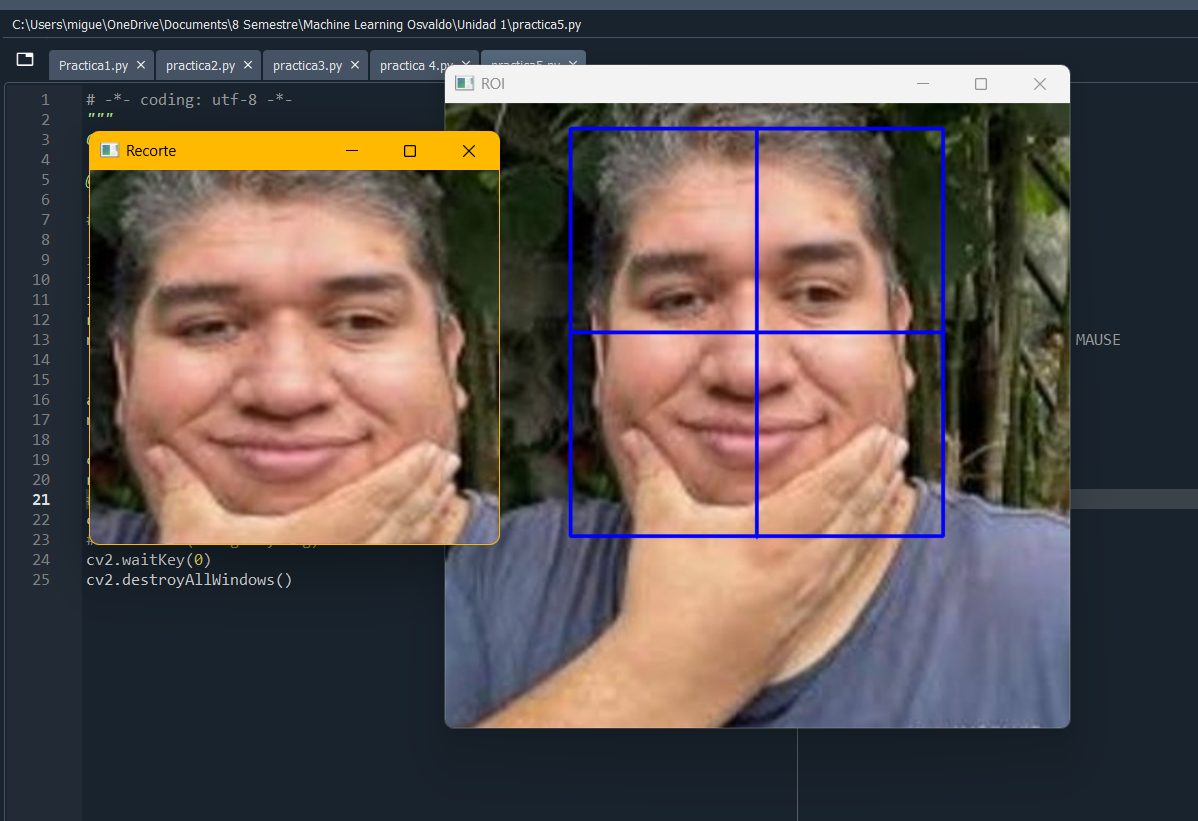 C:\Users\migue\OneDrive\Documents\8 Semestre\Machine Learning Osvaldo\Unidad 1\practica5.py
Practica1.py × practica2.py × practica3.py × practica 4.py × practica5.py ×
ROI
1 # -*- coding: utf-8 -*-
2 """
3
Recorte
4
5
6
7
8
9
10
11
12
13 MAUSE
14
15
16
17
18
19
20
21
22
23
24 cv2.waitKey(0)
25 cv2.destroyAllWindows()